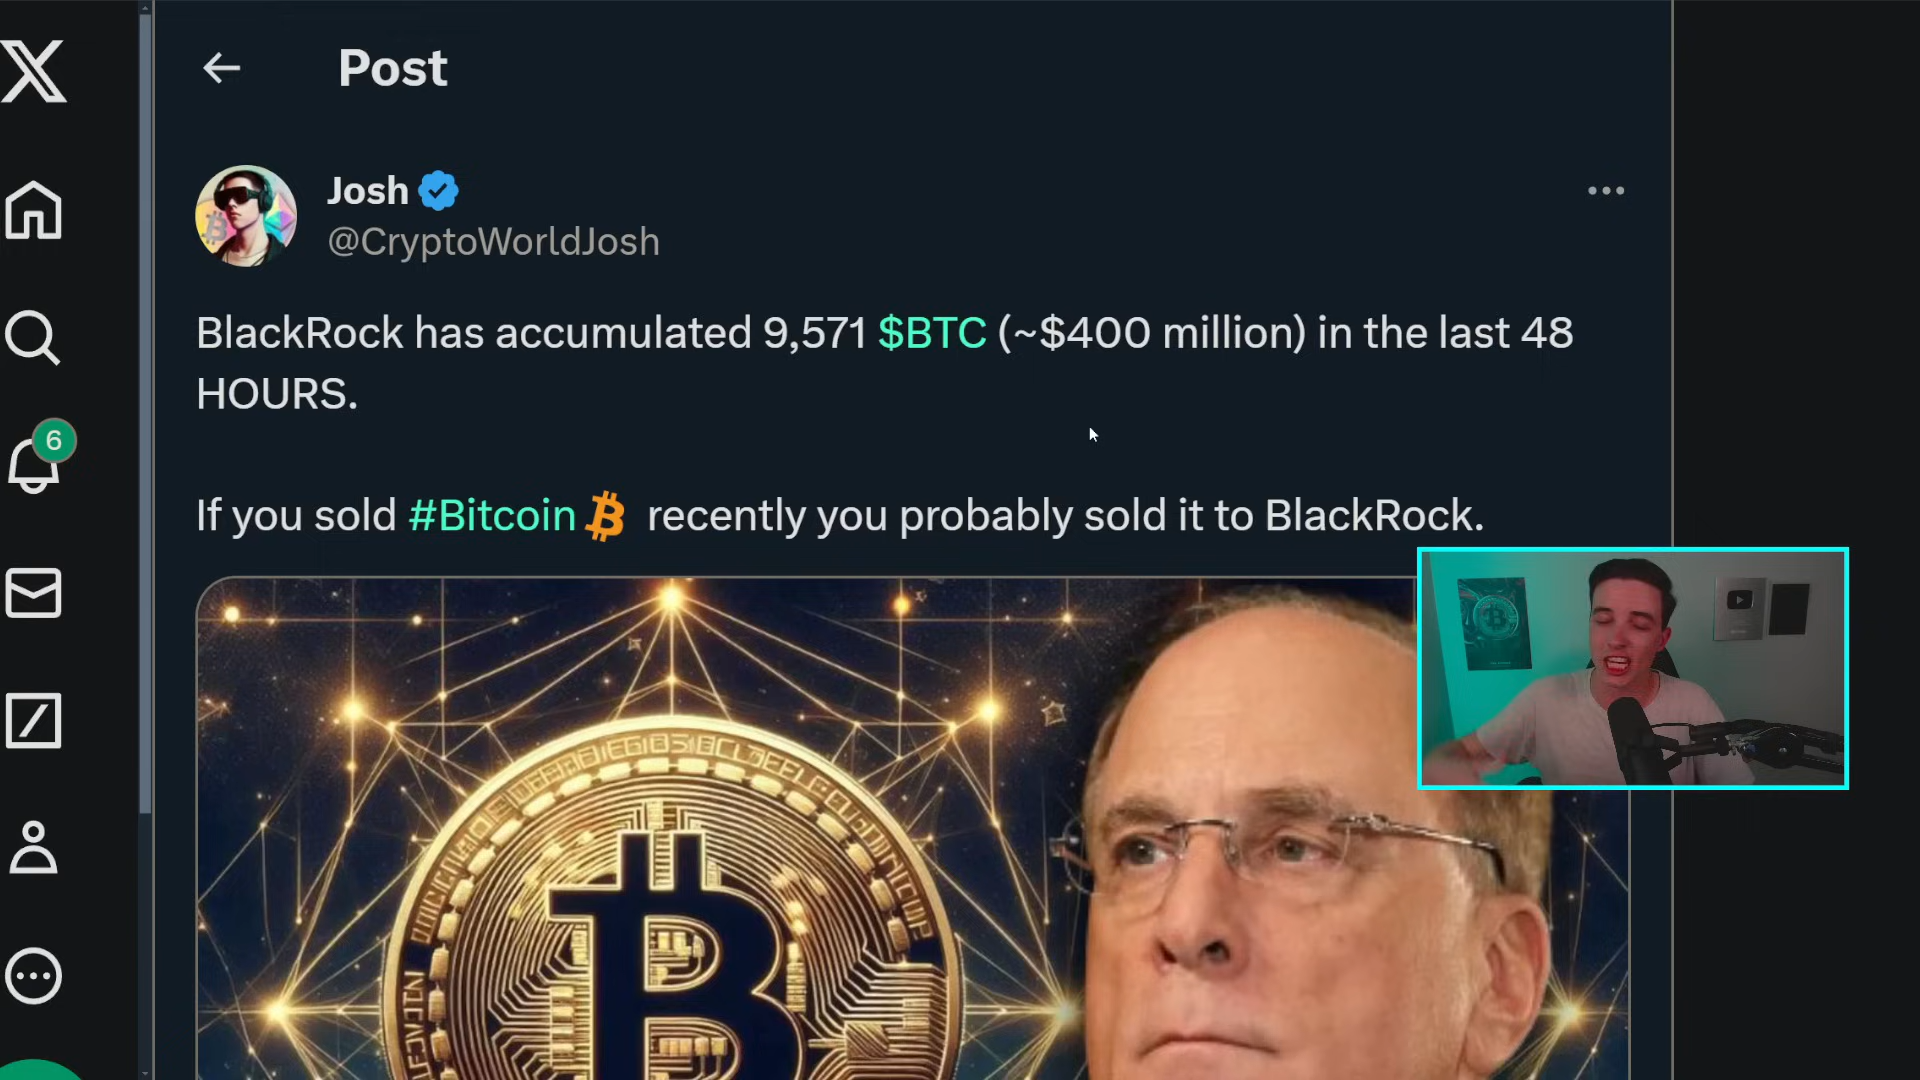 Post
Josh
@CryptoWorldJosh
BlackRock has accumulated 9,571 $BTC (~$400 million) in the last 48
HOURS.
6
If you sold #Bitcoin recently you probably sold it to BlackRock.